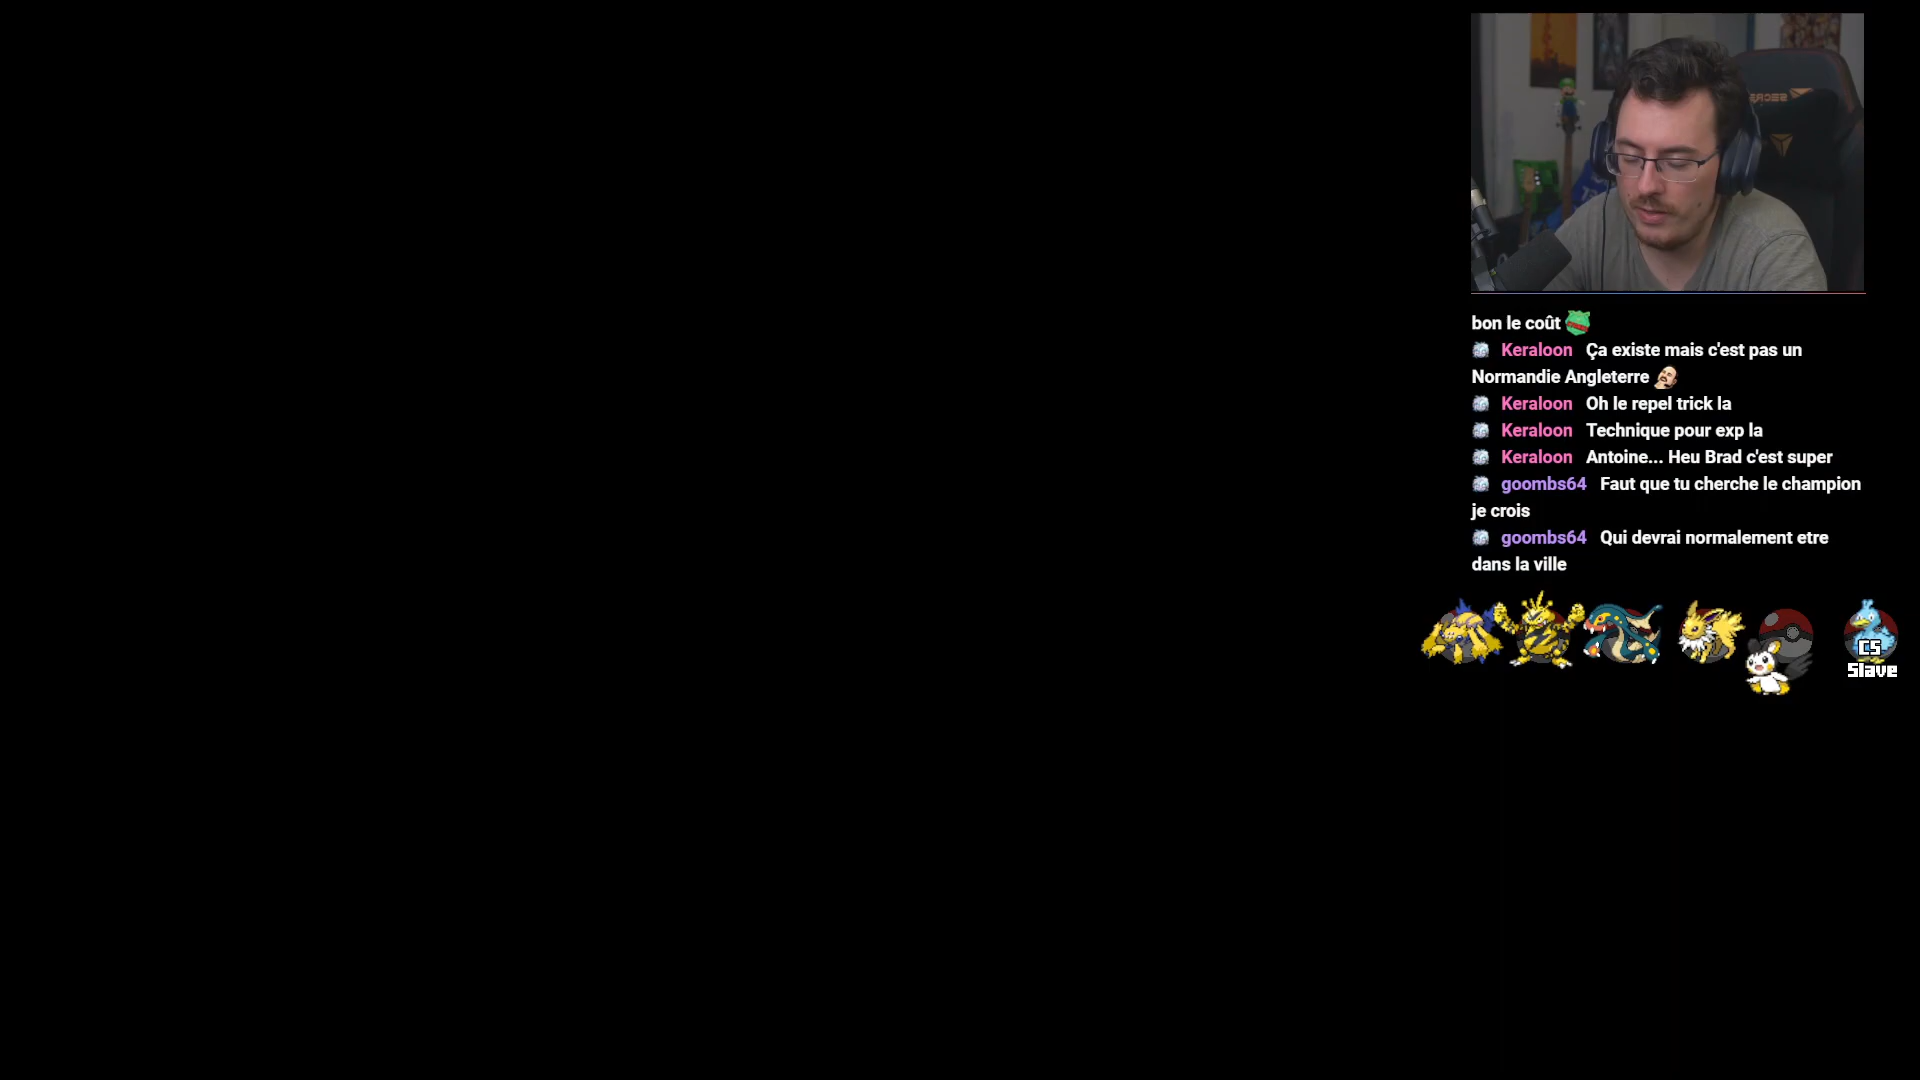 bon le coût
Keraloon Ça existe mais c'est pas un
Normandie Angleterre
Keraloon Oh le repel trick la
Keraloon Technique pour exp la
Keraloon Antoine... Heu Brad c'est super
goombs64 Faut que tu cherche le champion
je crois
goombs64 Qui devrai normalement etre
dans la ville
CS
Slave